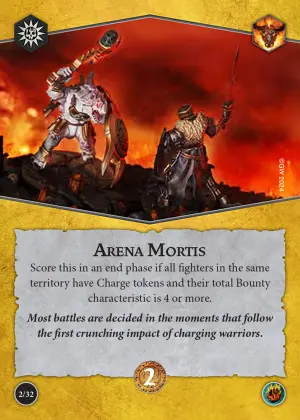 ©GW 2024
ARENA MORTIS
Score this in an end phase if all fighters in the same
territory have Charge tokens and their total Bounty
characteristic is 4 or more.
Most battles are decided in the moments that follow
the first crunching impact of charging warriors.
2/32
2